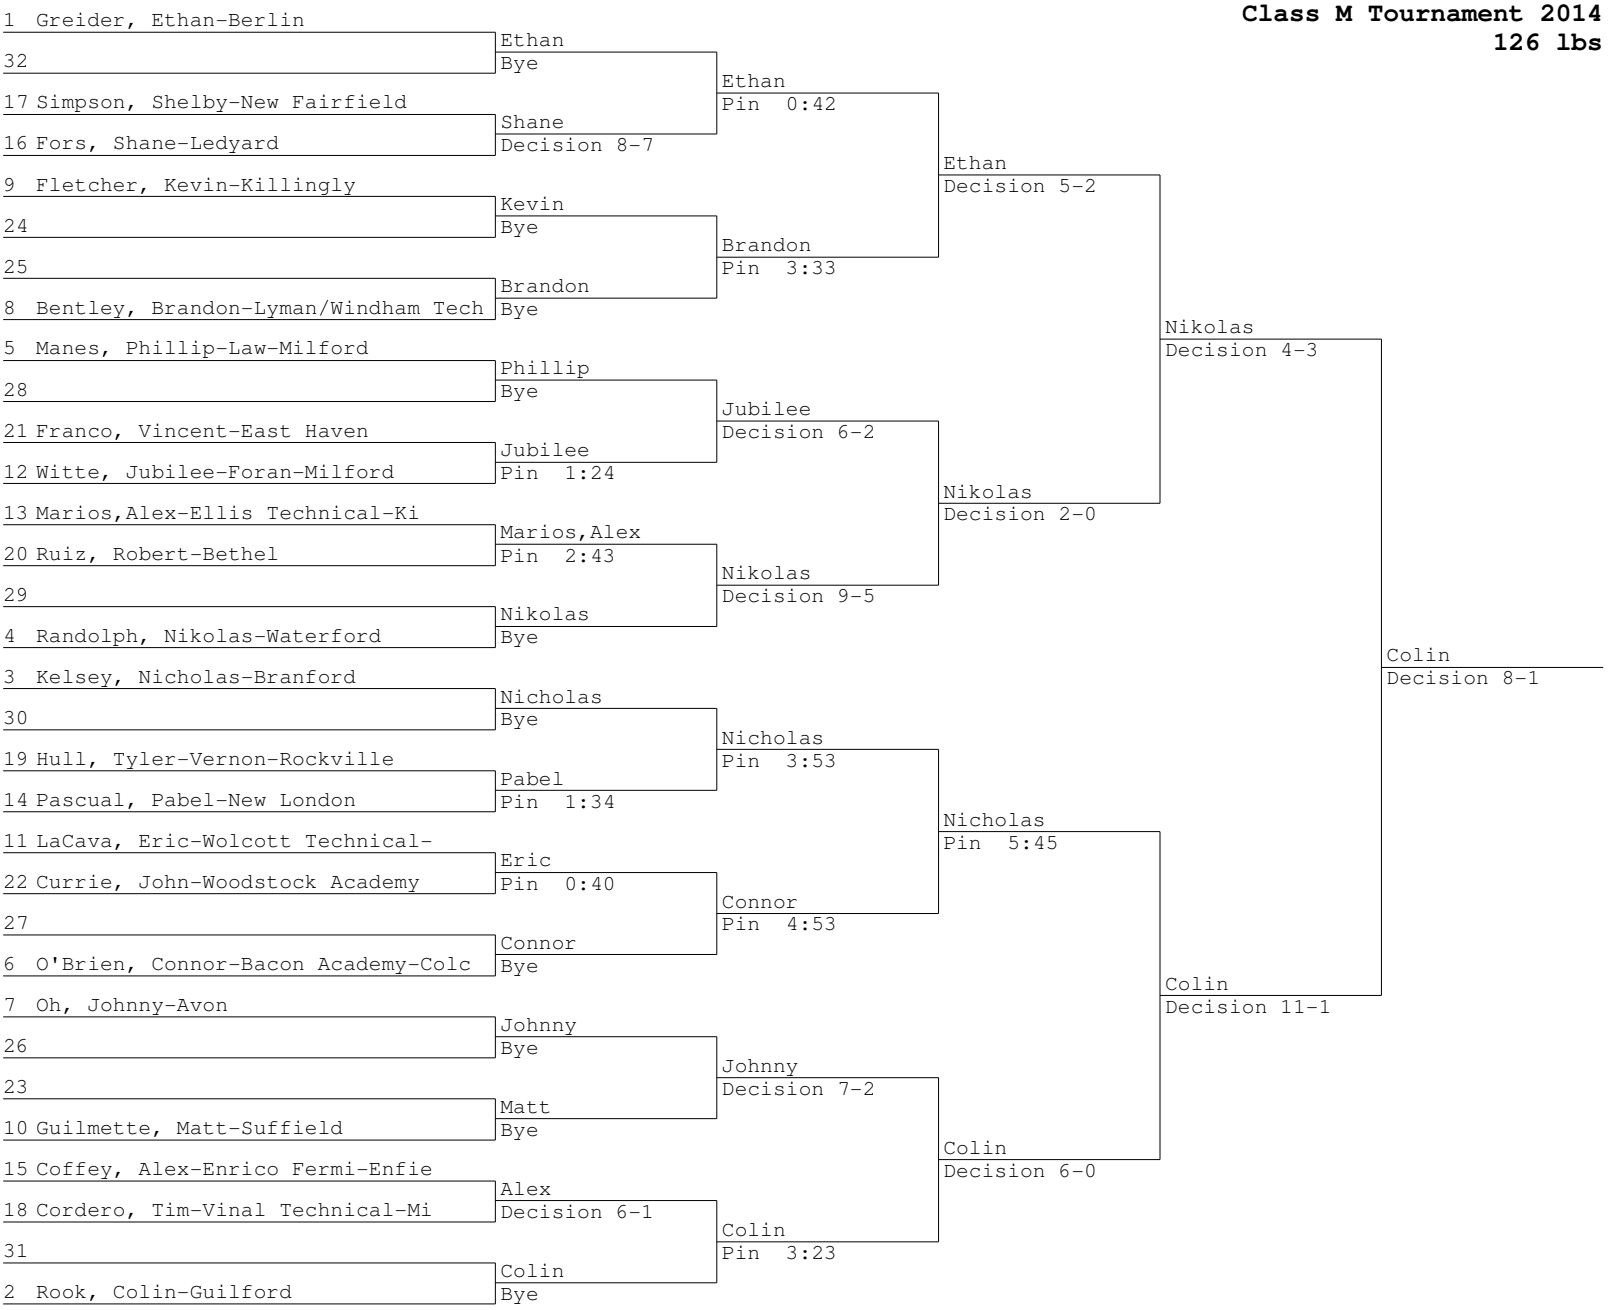 Class M Tournament 2014
126 lbs
1 Greider, Ethan-Berlin
32
17 Simpson, Shelby-New Fairfield
16 Fors, Shane-Ledyard
9 Fletcher, Kevin-Killingly
24
25
8 Bentley, Brandon-Lyman/Windham Tech
5 Manes, Phillip-Law-Milford
28
21 Franco, Vincent-East Haven
12 Witte, Jubilee-Foran-Milford
13 Marios,Alex-Ellis Technical-Ki
20 Ruiz, Robert-Bethel
29
4 Randolph, Nikolas-Waterford
3 Kelsey, Nicholas-Branford
30
19 Hull, Tyler-Vernon-Rockville
14 Pascual, Pabel-New London
11 LaCava, Eric-Wolcott Technical-
22 Currie, John-Woodstock Academy
27
6 O'Brien, Connor-Bacon Academy-Colc
7 Oh, Johnny-Avon
26
23
10 Guilmette, Matt-Suffield
15 Coffey, Alex-Enrico Fermi-Enfie
18 Cordero, Tim-Vinal Technical-Mi
31
2 Rook, Colin-Guilford
Ethan
Bye
Shane
Decision 8-7
Kevin
Bye
Brandon
Bye
Phillip
Bye
Jubilee
Pin 1:24
Marios,Alex
Pin 2:43
Nikolas
Bye
Nicholas
Bye
Pabel
Pin 1:34
Eric
Pin 0:40
Connor
Bye
Johnny
Bye
Matt
Bye
Alex
Decision 6-1
Colin
Bye
Ethan
Pin 0:42
Brandon
Pin 3:33
Jubilee
Decision 6-2
Nikolas
Decision 9-5
Nicholas
Pin 3:53
Connor
Pin 4:53
Johnny
Decision 7-2
Colin
Pin 3:23
Ethan
Decision 5-2
Nikolas
Decision 2-0
Nicholas
Pin 5:45
Colin
Decision 6-0
Nikolas
Decision 4-3
Colin
Decision 11-1
Colin
Decision 8-1